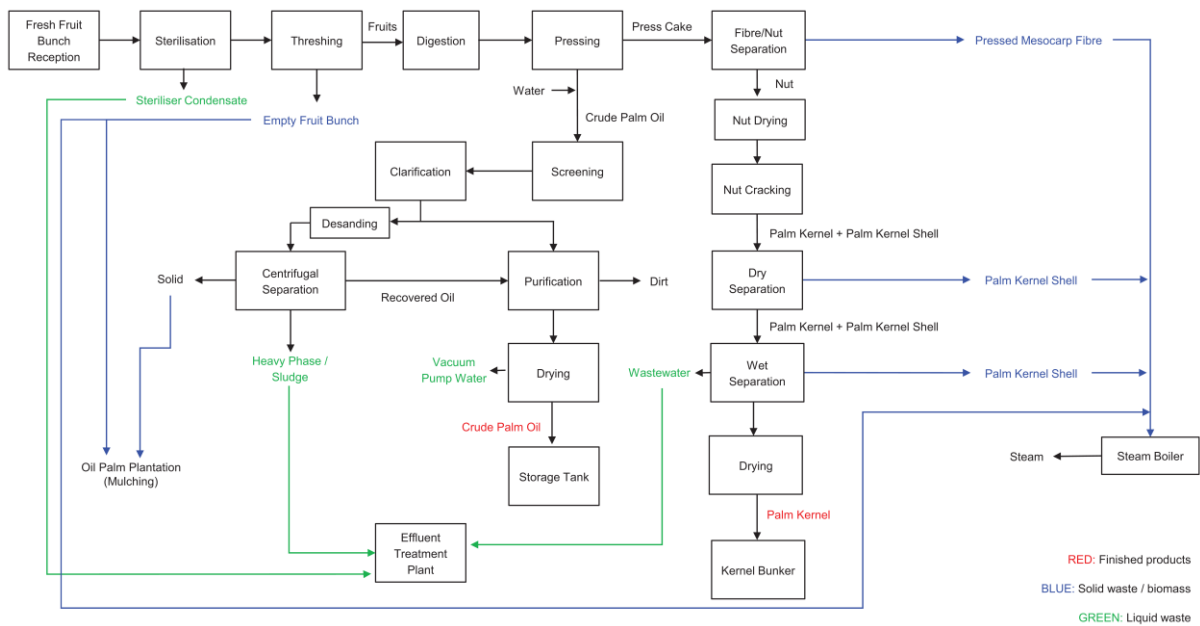 Fresh Fruit
Bunch
Reception
Sterilisation
Threshing
Fruits
Digestion
Pressing
Press Cake
Fibre/Nut
Separation
Pressed Mesocarp Fibre
Steriliser Condensate
Empty Fruit Bunch
Water
Crude Palm Oil
Nut
Nut Drying
Clarification
Screening
Nut Cracking
Desanding
Palm Kernel + Palm Kernel Shell
Solid
Centrifugal
Separation
Recovered Oil
Purification
Dirt
Dry
Separation
Palm Kernel Shell
Palm Kernel + Palm Kernel Shell
Heavy Phase /
Sludge
Vacuum
Pump Water
Drying
Wastewater
Wet
Separation
Palm Kernel Shell
Crude Palm Oil
Oil Palm Plantation
(Mulching)
Storage Tank
Drying
Steam
Steam Boiler
Palm Kernel
Effluent
Treatment
Plant
Kernel Bunker
RED: Finished products
BLUE: Solid waste / biomass
GREEN: Liquid waste